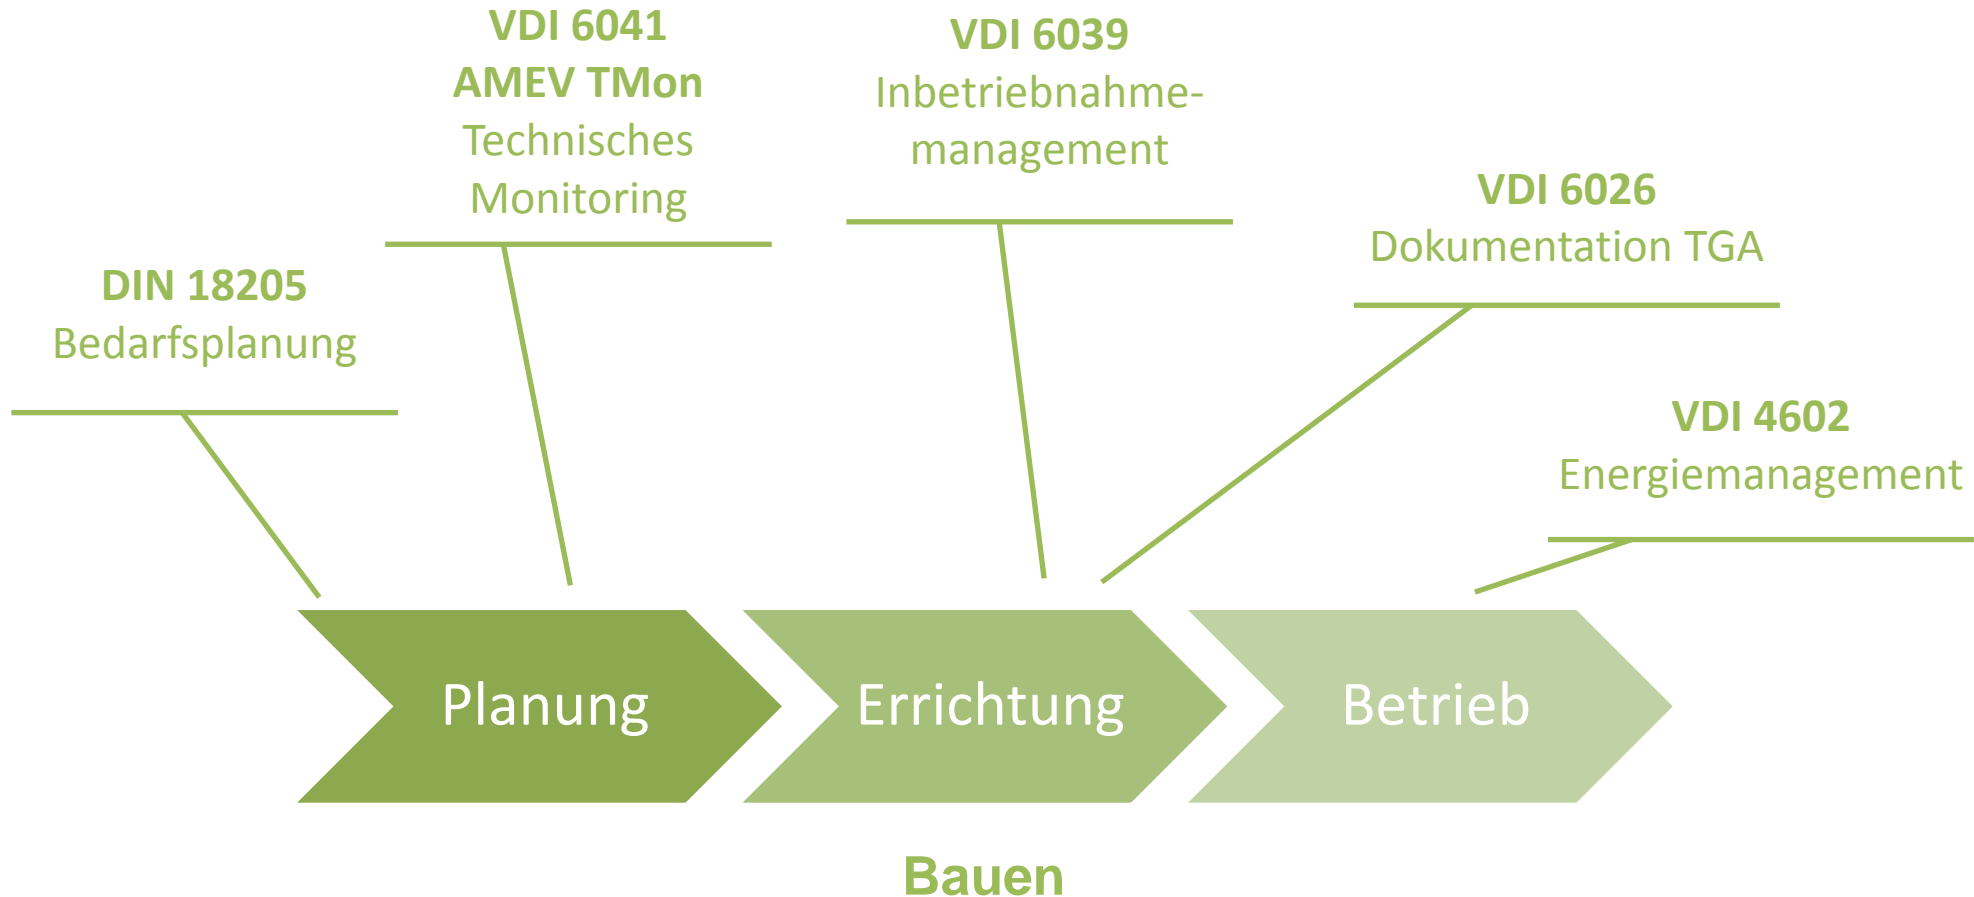 VDI 6041
AMEV TMon
Technisches
Monitoring
VDI 6039
Inbetriebnahme-
management
VDI 6026
Dokumentation TGA
DIN 18205
Bedarfsplanung
VDI 4602
Energiemanagement
Planung
Errichtung
Betrieb
Bauen